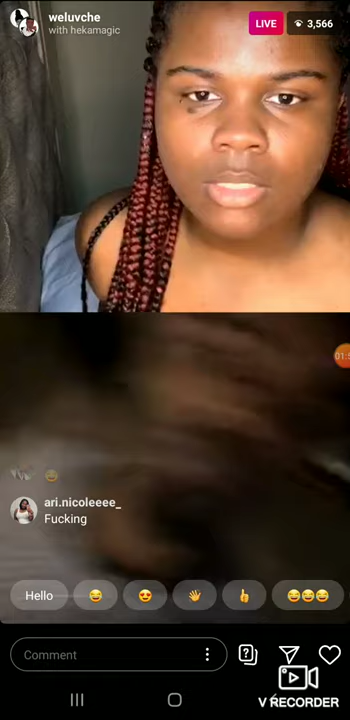 weluvche
with hekamagic
LIVE
3,566
ari.nicoleeee_
Fucking
Hello
Comment
V RECORDER